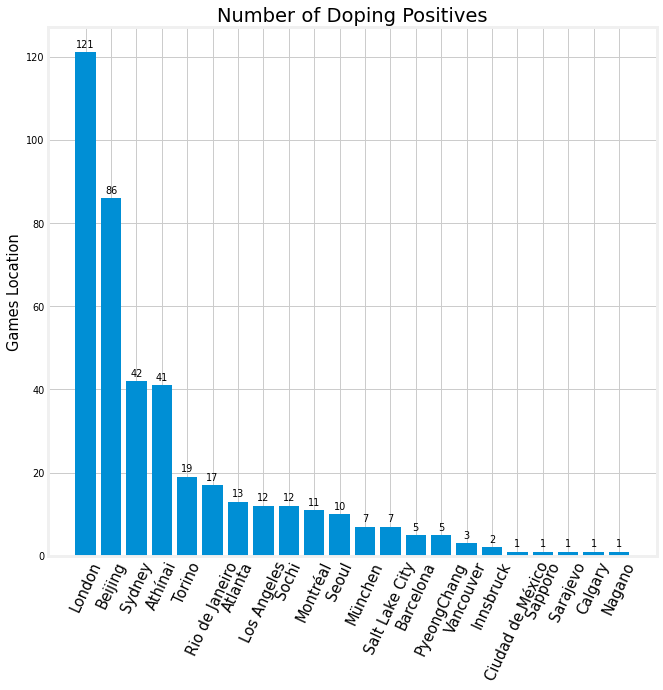 Number of Doping Positives
Games Location
120
100
80
60
40
20
0
121
86
42
41
19
17
13
12
12
11
10
7
7
5
5
3
2
1
1
1
1
1
London
Beijing
Sydney
Athinai
Torino
Rio de Janeiro
Atlanta
Los Angeles
Sochi
Montréal
Seoul
München
Salt Lake City
Barcelona
PyeongChang
Vancouver
Innsbruck
Ciudad de México
Sapporo
Sarajevo
Calgary
Nagano